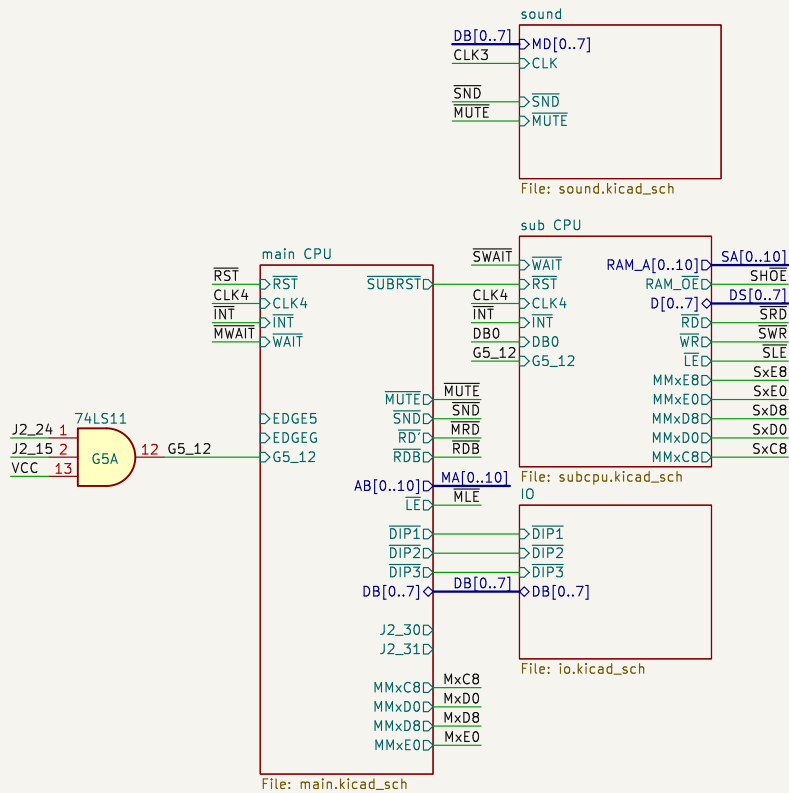 sound
DB[0..7]
MD[0..7]
CLK3
CLK
SND
SND
MUTE
MUTE
File: sound.kicad_sch
sub CPU
SWAIT
WAIT
RST
CLK4
CLK4
INT
INT
DB0
DB0
G5_12
G5_12
RAM_A[0..10]
SA[0..10]
RAM_OE
SHOE
D[0..7]
DS[0..7]
RD
SRD
WR
SWR
LE
SLE
MMxE8
SxE8
MMxE0
SxE0
MMxD8
SxD8
MMxD0
SxD0
MMxC8
SxC8
File: subcpu.kicad_sch
main CPU
RST
RST
CLK4
CLK4
INT
INT
MWAIT
WAIT
EDGE5
EDGEG
G5_12
SUBRST
MUTE
MUTE
SND
SND
RD'
MRD
RDB
RDB
AB[0..10]
MA[0..10]
LE
MLE
DIP1
DIP2
DIP3
DB[0..7]
DB[0..7]
J2_30
J2_31
MMxC8
MxC8
MMxD0
MxD0
MMxD8
MxD8
MMxE0
MxE0
File: main.kicad_sch
74LS11
J2_24
1
J2_15
2
VCC
13
G5A
12
G5_12
IO
DIP1
DIP2
DIP3
DB[0..7]
File: io.kicad_sch